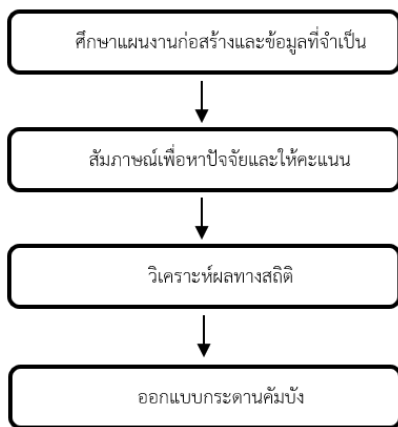 ศึกษาแผนงานก่อสร้างและข้อมูลที่จำเป็น
สัมภาษณ์เพื่อหาปัจจัยและให้คะแนน
วิเคราะห์ผลทางสถิติ
ออกแบบกระดานคัมบัง